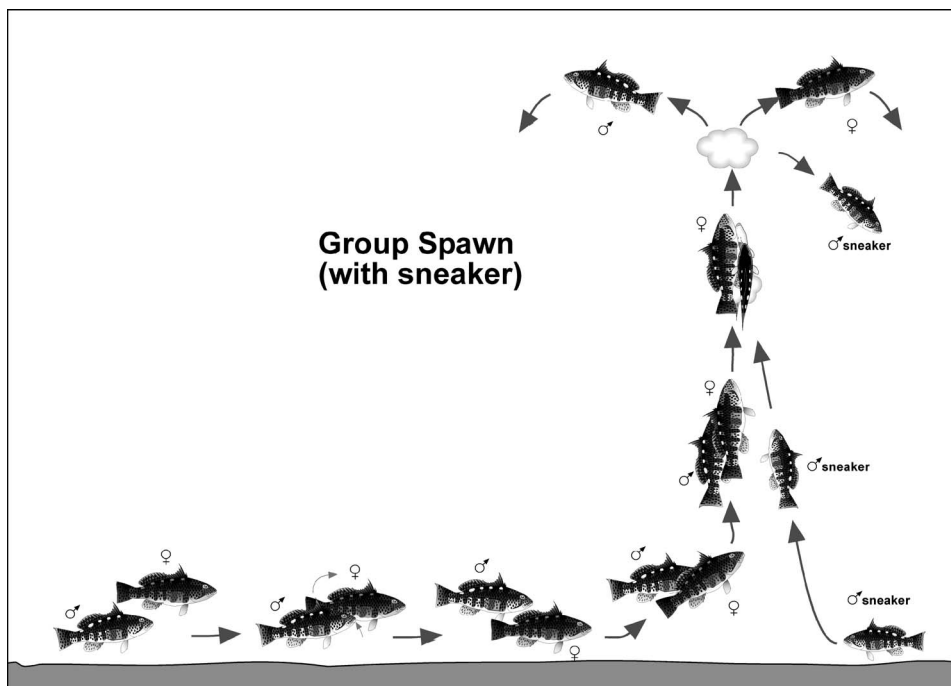 ♂
♀
♀
Group Spawn
(with sneaker)
♂sneaker
♀
♂sneaker
♂
♀
♀
♂
♂
♂
♂sneaker
♂
♀
♀